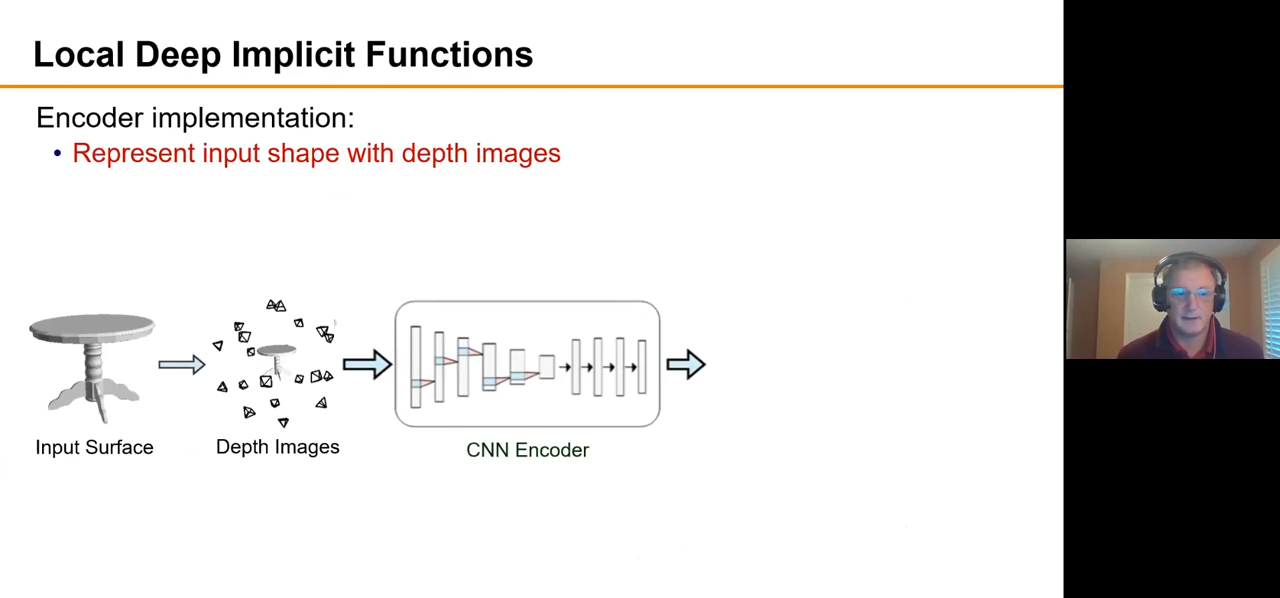 Local Deep Implicit Functions
Encoder implementation:
• Represent input shape with depth images
Input Surface
Depth Images
CNN Encoder